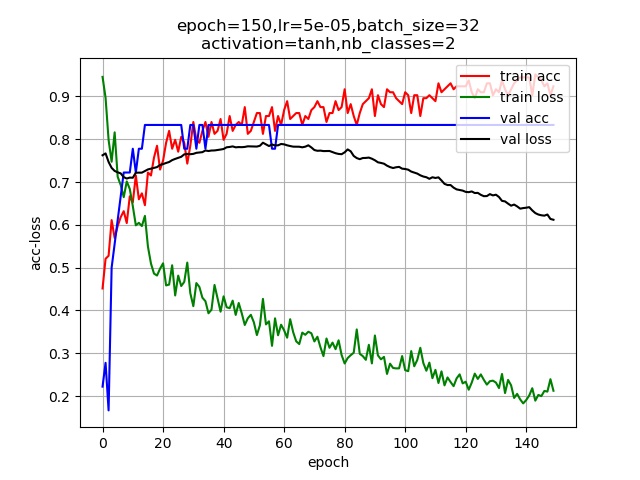 epoch=150,lr=5e-05,batch_size=32
activation=tanh,nb_classes=2
train acc
train loss
val acc
val loss
0.9
0.8
0.7
0.6
0.5
0.4
0.3
0.2
acc-loss
0 20 40 60 80 100 120 140
epoch